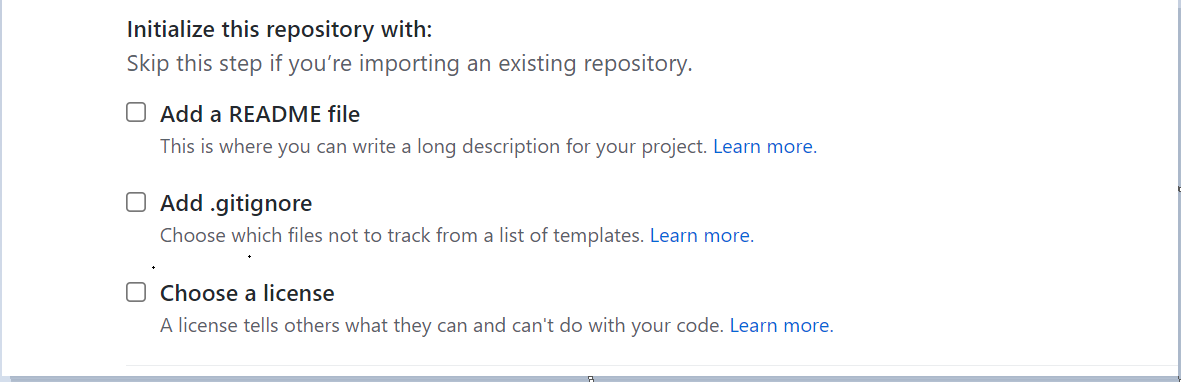 Initialize this repository with:
Skip this step if you’re importing an existing repository.
Add a README file
This is where you can write a long description for your project. Learn more.
Add .gitignore
Choose which files not to track from a list of templates. Learn more.
Choose a license
A license tells others what they can and can't do with your code. Learn more.